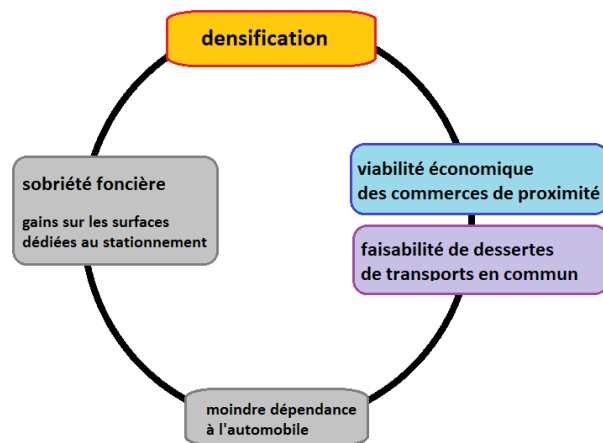 densification
viabilité économique
des commerces de proximité
faisabilité de dessertes
de transports en commun
moindre dépendance
à l'automobile
sobriété foncière
gains sur les surfaces
dédiées au stationnement